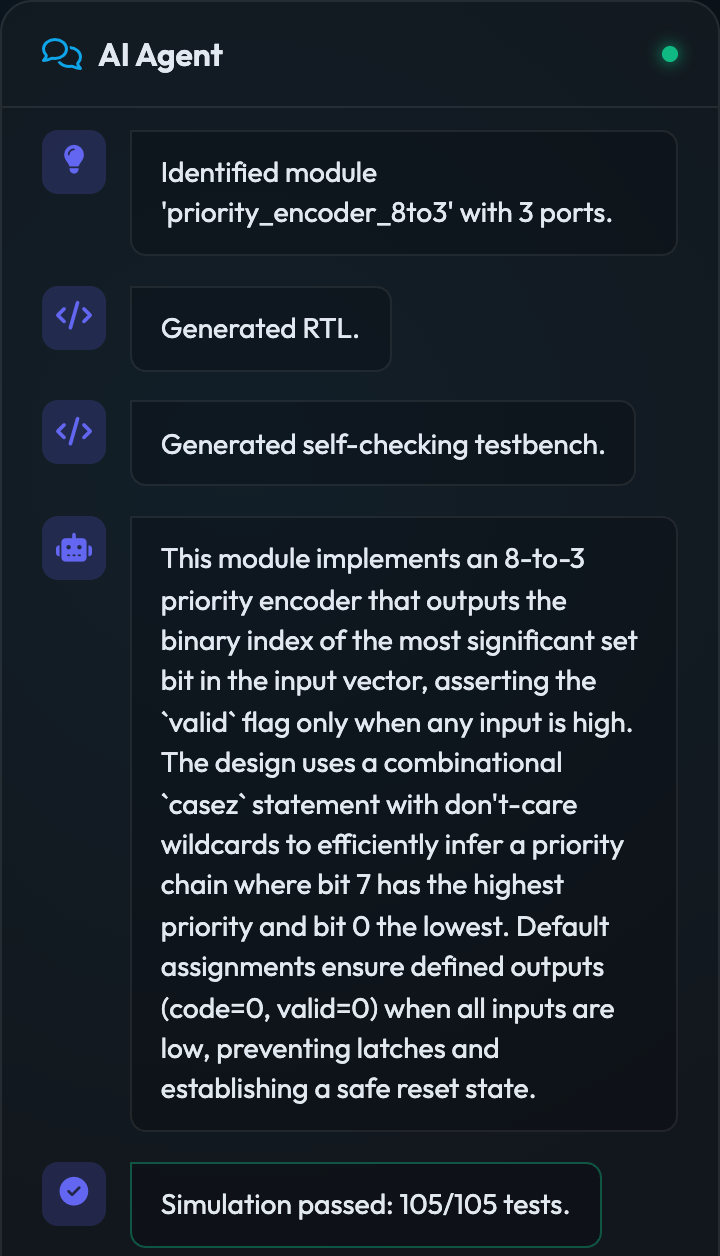 AI Agent
Identified module
'priority_encoder_8to3' with 3 ports.
Generated RTL.
Generated self-checking testbench.
This module implements an 8-to-3
priority encoder that outputs the
binary index of the most significant set
bit in the input vector, asserting the
`valid` flag only when any input is high.
The design uses a combinational
`casez` statement with don't-care
wildcards to efficiently infer a priority
chain where bit 7 has the highest
priority and bit 0 the lowest. Default
assignments ensure defined outputs
(code=0, valid=0) when all inputs are
low, preventing latches and
establishing a safe reset state.
Simulation passed: 105/105 tests.